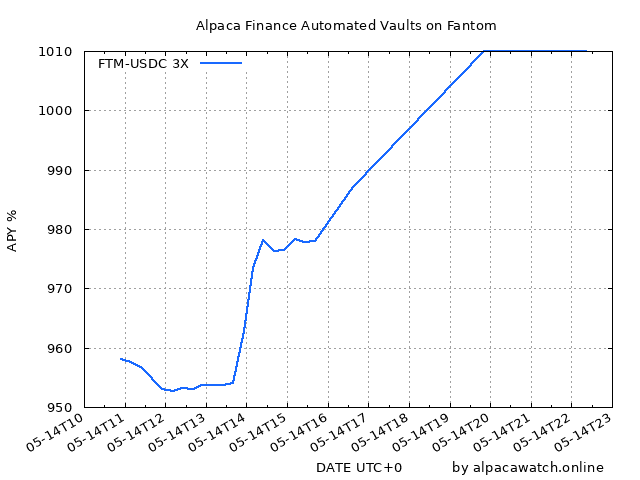 Alpaca Finance Automated Vaults on Fantom
FTM-USDC 3X
1010
1000
990
980
970
960
950
APY %
05-14T10
05-14T11
05-14T12
05-14T13
05-14T14
05-14T15
05-14T16
05-14T17
05-14T18
05-14T19
05-14T20
05-14T21
05-14T22
05-14T23
DATE UTC+0
by alpacawatch.online